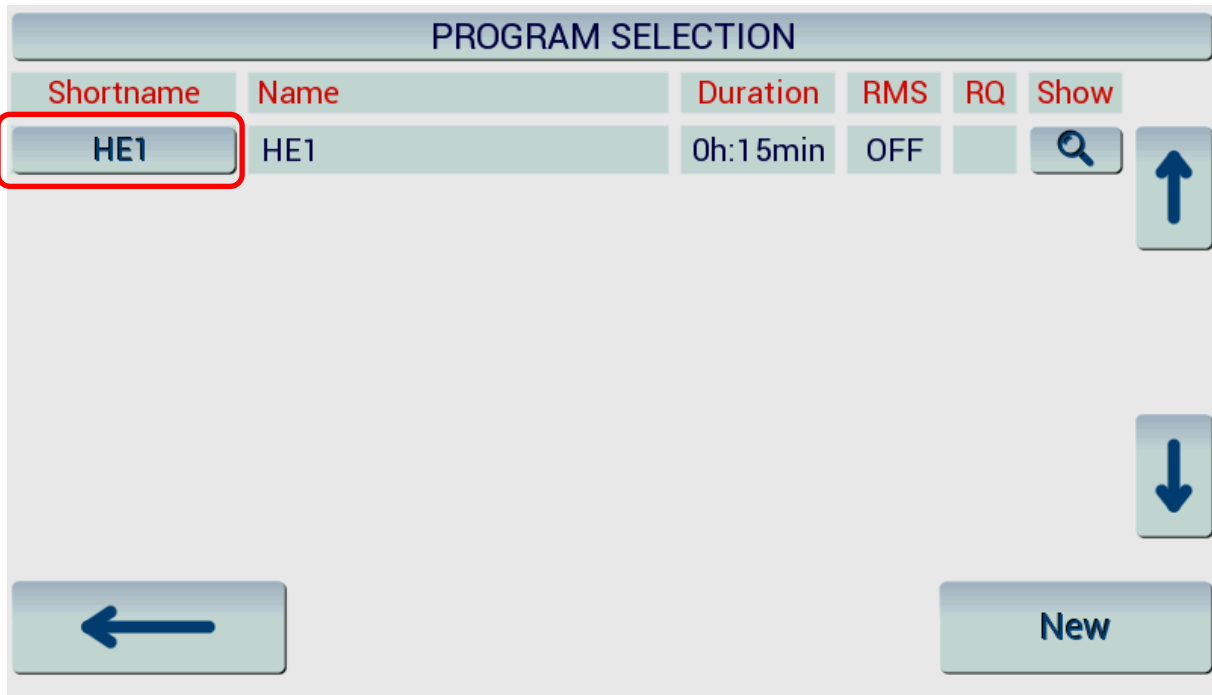 PROGRAM SELECTION
Shortname Name Duration RMS RQ Show
HE1 HE1 0h:15min OFF
New